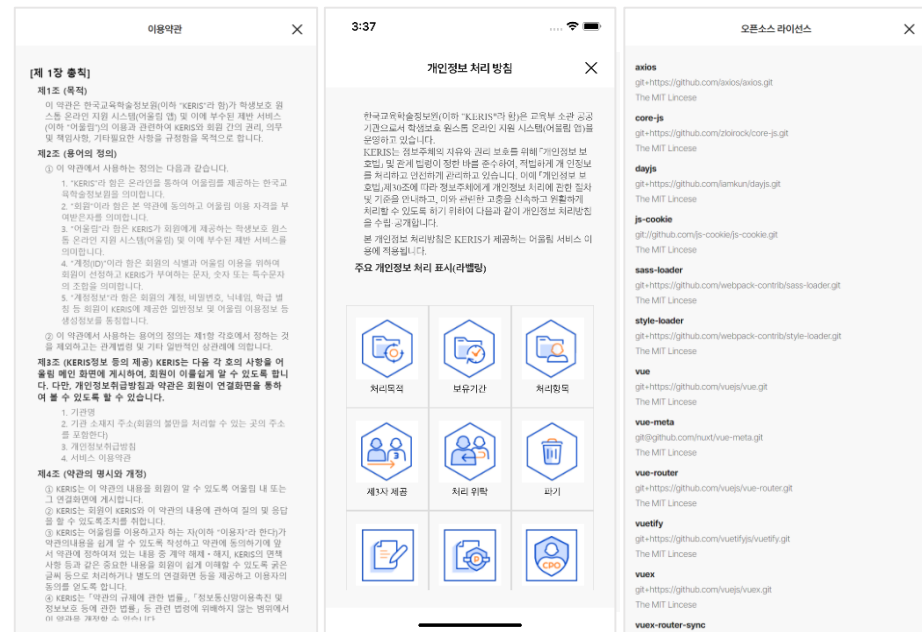 이용약관
[제 1장 총칙]
제1조 (목적)
이 약관은 한국교육학술정보원(이하 "KERIS"라 함)가 학생보호 원
스톱 온라인 지원 시스템(어울림 앱) 및 이에 부수된 제반 서비스
(이하 "어울림")의 이용과 관련하여 KERIS와 회원 간의 권리, 의무
및 책임사항, 기타필요한 사항을 규정함을 목적으로 합니다.
제2조 (용어의 정의)
① 이 약관에서 사용하는 정의는 다음과 같습니다.
1. "KERIS"라 함은 온라인을 통하여 어울림를 제공하는 한국교
육학술정보원을 의미합니다.
2. "회원"이라 함은 본 약관에 동의하고 어울림 이용 자격을 부
여받은자를 의미합니다.
3. "어울림"라 함은 KERIS가 회원에게 제공하는 학생보호 원스
톱 온라인 지원 시스템(어울림) 및 이에 부수된 제반 서비스를
의미합니다.
4. "계정(ID)"이라 함은 회원의 식별과 어울림 이용을 위하여
회원이 선정하고 KERIS가 부여하는 문자, 숫자 또는 특수문자
의 조합을 의미합니다.
5. "계정정보"라 함은 회원의 계정, 비밀번호, 닉네임, 학급 별
칭 등 회원이 KERIS에 제공한 일반정보 및 어울림 이용정보 등
생성정보를 통칭합니다.
② 이 약관에서 사용하는 용어의 정의는 제1항 각호에서 정하는 것
을 제외하고는 관계법령 및 기타 일반적인 상관례에 의합니다.
제3조 (KERIS정보 등의 제공) KERIS는 다음 각 호의 사항을 어
울림 메인 화면에 게시하여, 회원이 이를쉽게 알 수 있도록 합니
다. 다만, 개인정보취급방침과 약관은 회원이 연결화면을 통하
여 볼 수 있도록 할 수 있습니다.
1. 기관명
2. 기관 소재지 주소(회원의 불만을 처리할 수 있는 곳의 주소
를 포함한다)
3. 개인정보취급방침
4. 서비스 이용약관
제4조 (약관의 명시와 개정)
① KERIS는 이 약관의 내용을 회원이 알 수 있도록 어울림 내 또는
그 연결화면에 게시합니다.
② KERIS는 회원이 KERIS와 이 약관의 내용에 관하여 질의 및 응답
을 할 수 있도록조치를 취합니다.
③ KERIS는 어울림를 이용하고자 하는 자(이하 "이용자"라 한다)가
약관의내용을 쉽게 알 수 있도록 작성하고 약관에 동의하기에 앞
서 약관에 정하여져 있는 내용 중 계약 해제・해지, KERIS의 면책
사항 등과 같은 중요한 내용을 회원이 쉽게 이해할 수 있도록 굵은
글씨 등으로 처리하거나 별도의 연결화면 등을 제공하고 이용자의
동의를 얻도록 합니다.
④ KERIS는 「약관의 규제에 관한 법률」, 「정보통신망이용촉진 및
정보보호 등에 관한 법률」 등 관련 법령에 위배하지 않는 범위에서
이 약관을 개정할 수 있습니다
3:37
개인정보 처리 방침
한국교육학술정보원(이하 "KERIS"라 함)은 교육부 소관 공공
기관으로서 학생보호 원스톱 온라인 지원 시스템(어울림 앱)을
운영하고 있습니다.
KERIS는 정보주체의 자유와 권리 보호를 위해 「개인정보 보
호법」 및 관계 법령이 정한 바를 준수하여, 적법하게 개인정보
를 처리하고 안전하게 관리하고 있습니다. 이에 「개인정보 보
호법」제30조에 따라 정보주체에게 개인정보 처리에 관한 절차
및 기준을 안내하고, 이와 관련한 고충을 신속하고 원활하게
처리할 수 있도록 하기 위하여 다음과 같이 개인정보 처리방침
을 수립·공개합니다.
본 개인정보 처리방침은 KERIS가 제공하는 어울림 서비스 이
용에 적용됩니다.
주요 개인정보 처리 표시(라벨링)
처리목적
보유기간
처리항목
제3자 제공
처리 위탁
파기
CPO
오픈소스 라이선스
axios
git+https://github.com/axios/axios.git
The MIT Lincese
core-js
git+https://github.com/zloirock/core-js.git
The MIT Lincese
dayjs
git+https://github.com/iamkun/dayjs.git
The MIT Lincese
js-cookie
git://github.com/js-cookie/js-cookie.git
The MIT Lincese
sass-loader
git+https://github.com/webpack-contrib/sass-loader.git
The MIT Lincese
style-loader
git+https://github.com/webpack-contrib/style-loader.git
The MIT Lincese
vue
git+https://github.com/vuejs/vue.git
The MIT Lincese
vue-meta
git@github.com/nuxt/vue-meta.git
The MIT Lincese
vue-router
git+https://github.com/vuejs/vue-router.git
The MIT Lincese
vuetify
git+https://github.com/vuetifyjs/vuetify.git
The MIT Lincese
vuex
git+https://github.com/vuejs/vuex.git
The MIT Lincese
vuex-router-sync